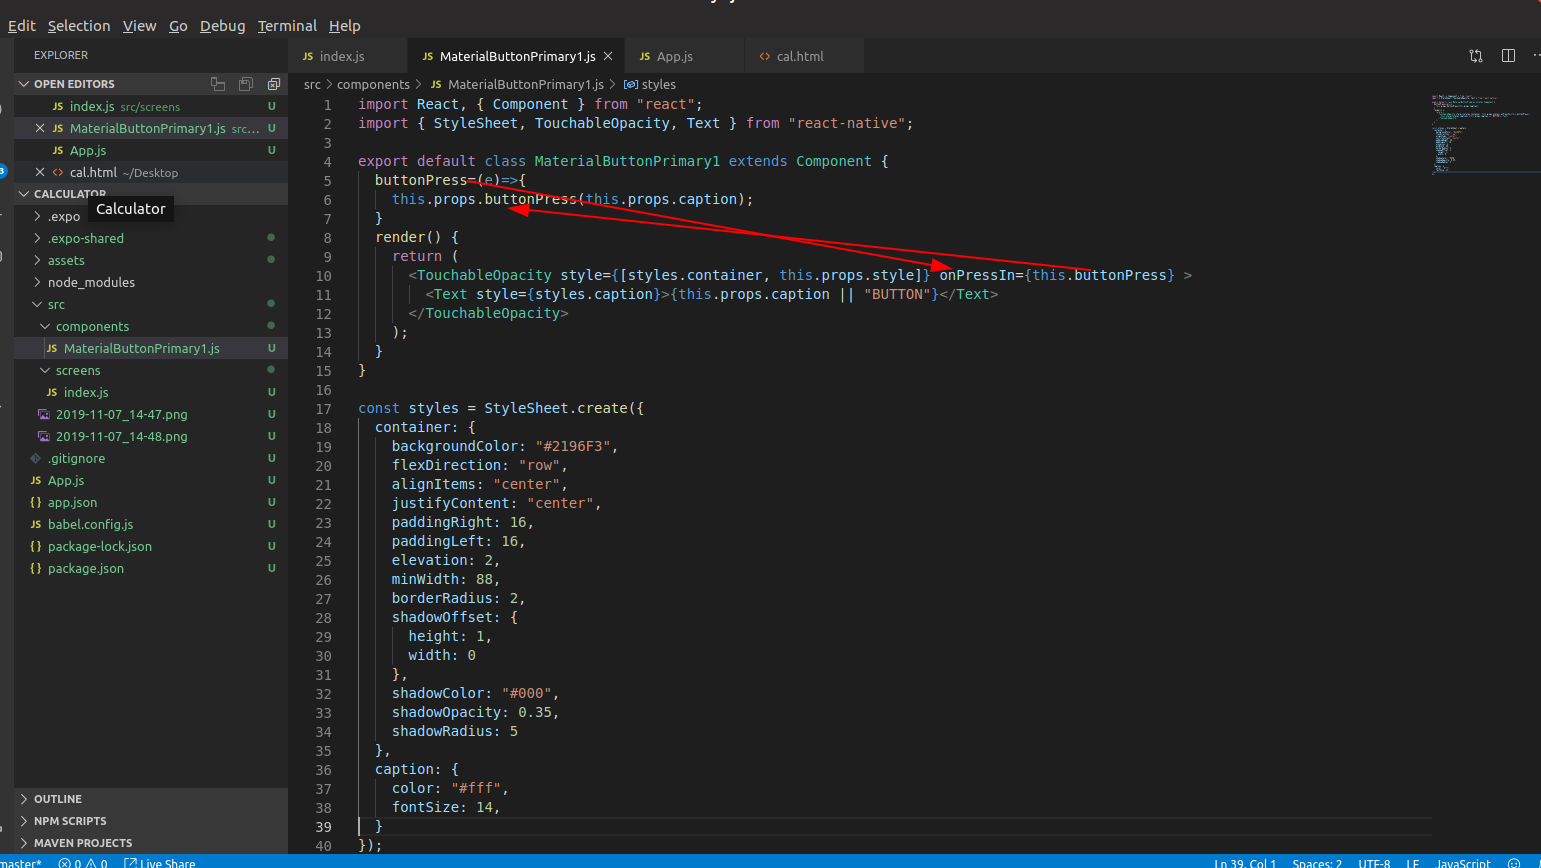 Edit Selection View Go Debug Terminal Help
EXPLORER
OPEN EDITORS
JS index.js src/screens U
JS MaterialButtonPrimary1.js src... U
JS App.js U
<> cal.html ~/Desktop
CALCULATOR
Calculator
.expo
.expo-shared
assets
node_modules
src
components
JS MaterialButtonPrimary1.js U
screens
JS index.js U
2019-11-07_14-47.png U
2019-11-07_14-48.png U
.gitignore U
JS App.js U
{} app.json U
JS babel.config.js U
{} package-lock.json U
{} package.json U
OUTLINE
NPM SCRIPTS
MAVEN PROJECTS
JS index.js JS MaterialButtonPrimary1.js JS App.js <> cal.html
src > components > JS MaterialButtonPrimary1.js > styles
1 import React, { Component } from "react";
2 import { StyleSheet, TouchableOpacity, Text } from "react-native";
3
4 export default class MaterialButtonPrimary1 extends Component {
5 buttonPress=(e)=>{
6 this.props.buttonPress(this.props.caption);
7 }
8 render() {
9 return (
10 <TouchableOpacity style={[styles.container, this.props.style]} onPressIn={this.buttonPress} >
11 <Text style={styles.caption}>{this.props.caption || "BUTTON"}</Text>
12 </TouchableOpacity>
13 );
14 }
15 }
16
17 const styles = StyleSheet.create({
18 container: {
19 backgroundColor: "#2196F3",
20 flexDirection: "row",
21 alignItems: "center",
22 justifyContent: "center",
23 paddingRight: 16,
24 paddingLeft: 16,
25 elevation: 2,
26 minWidth: 88,
27 borderRadius: 2,
28 shadowOffset: {
29 height: 1,
30 width: 0
31 },
32 shadowColor: "#000",
33 shadowOpacity: 0.35,
34 shadowRadius: 5
35 },
36 caption: {
37 color: "#fff",
38 fontSize: 14,
39 }
40 });
master* 0 0 Live Share Ln 39, Col 1 Spaces: 2 UTF-8 LF JavaScript